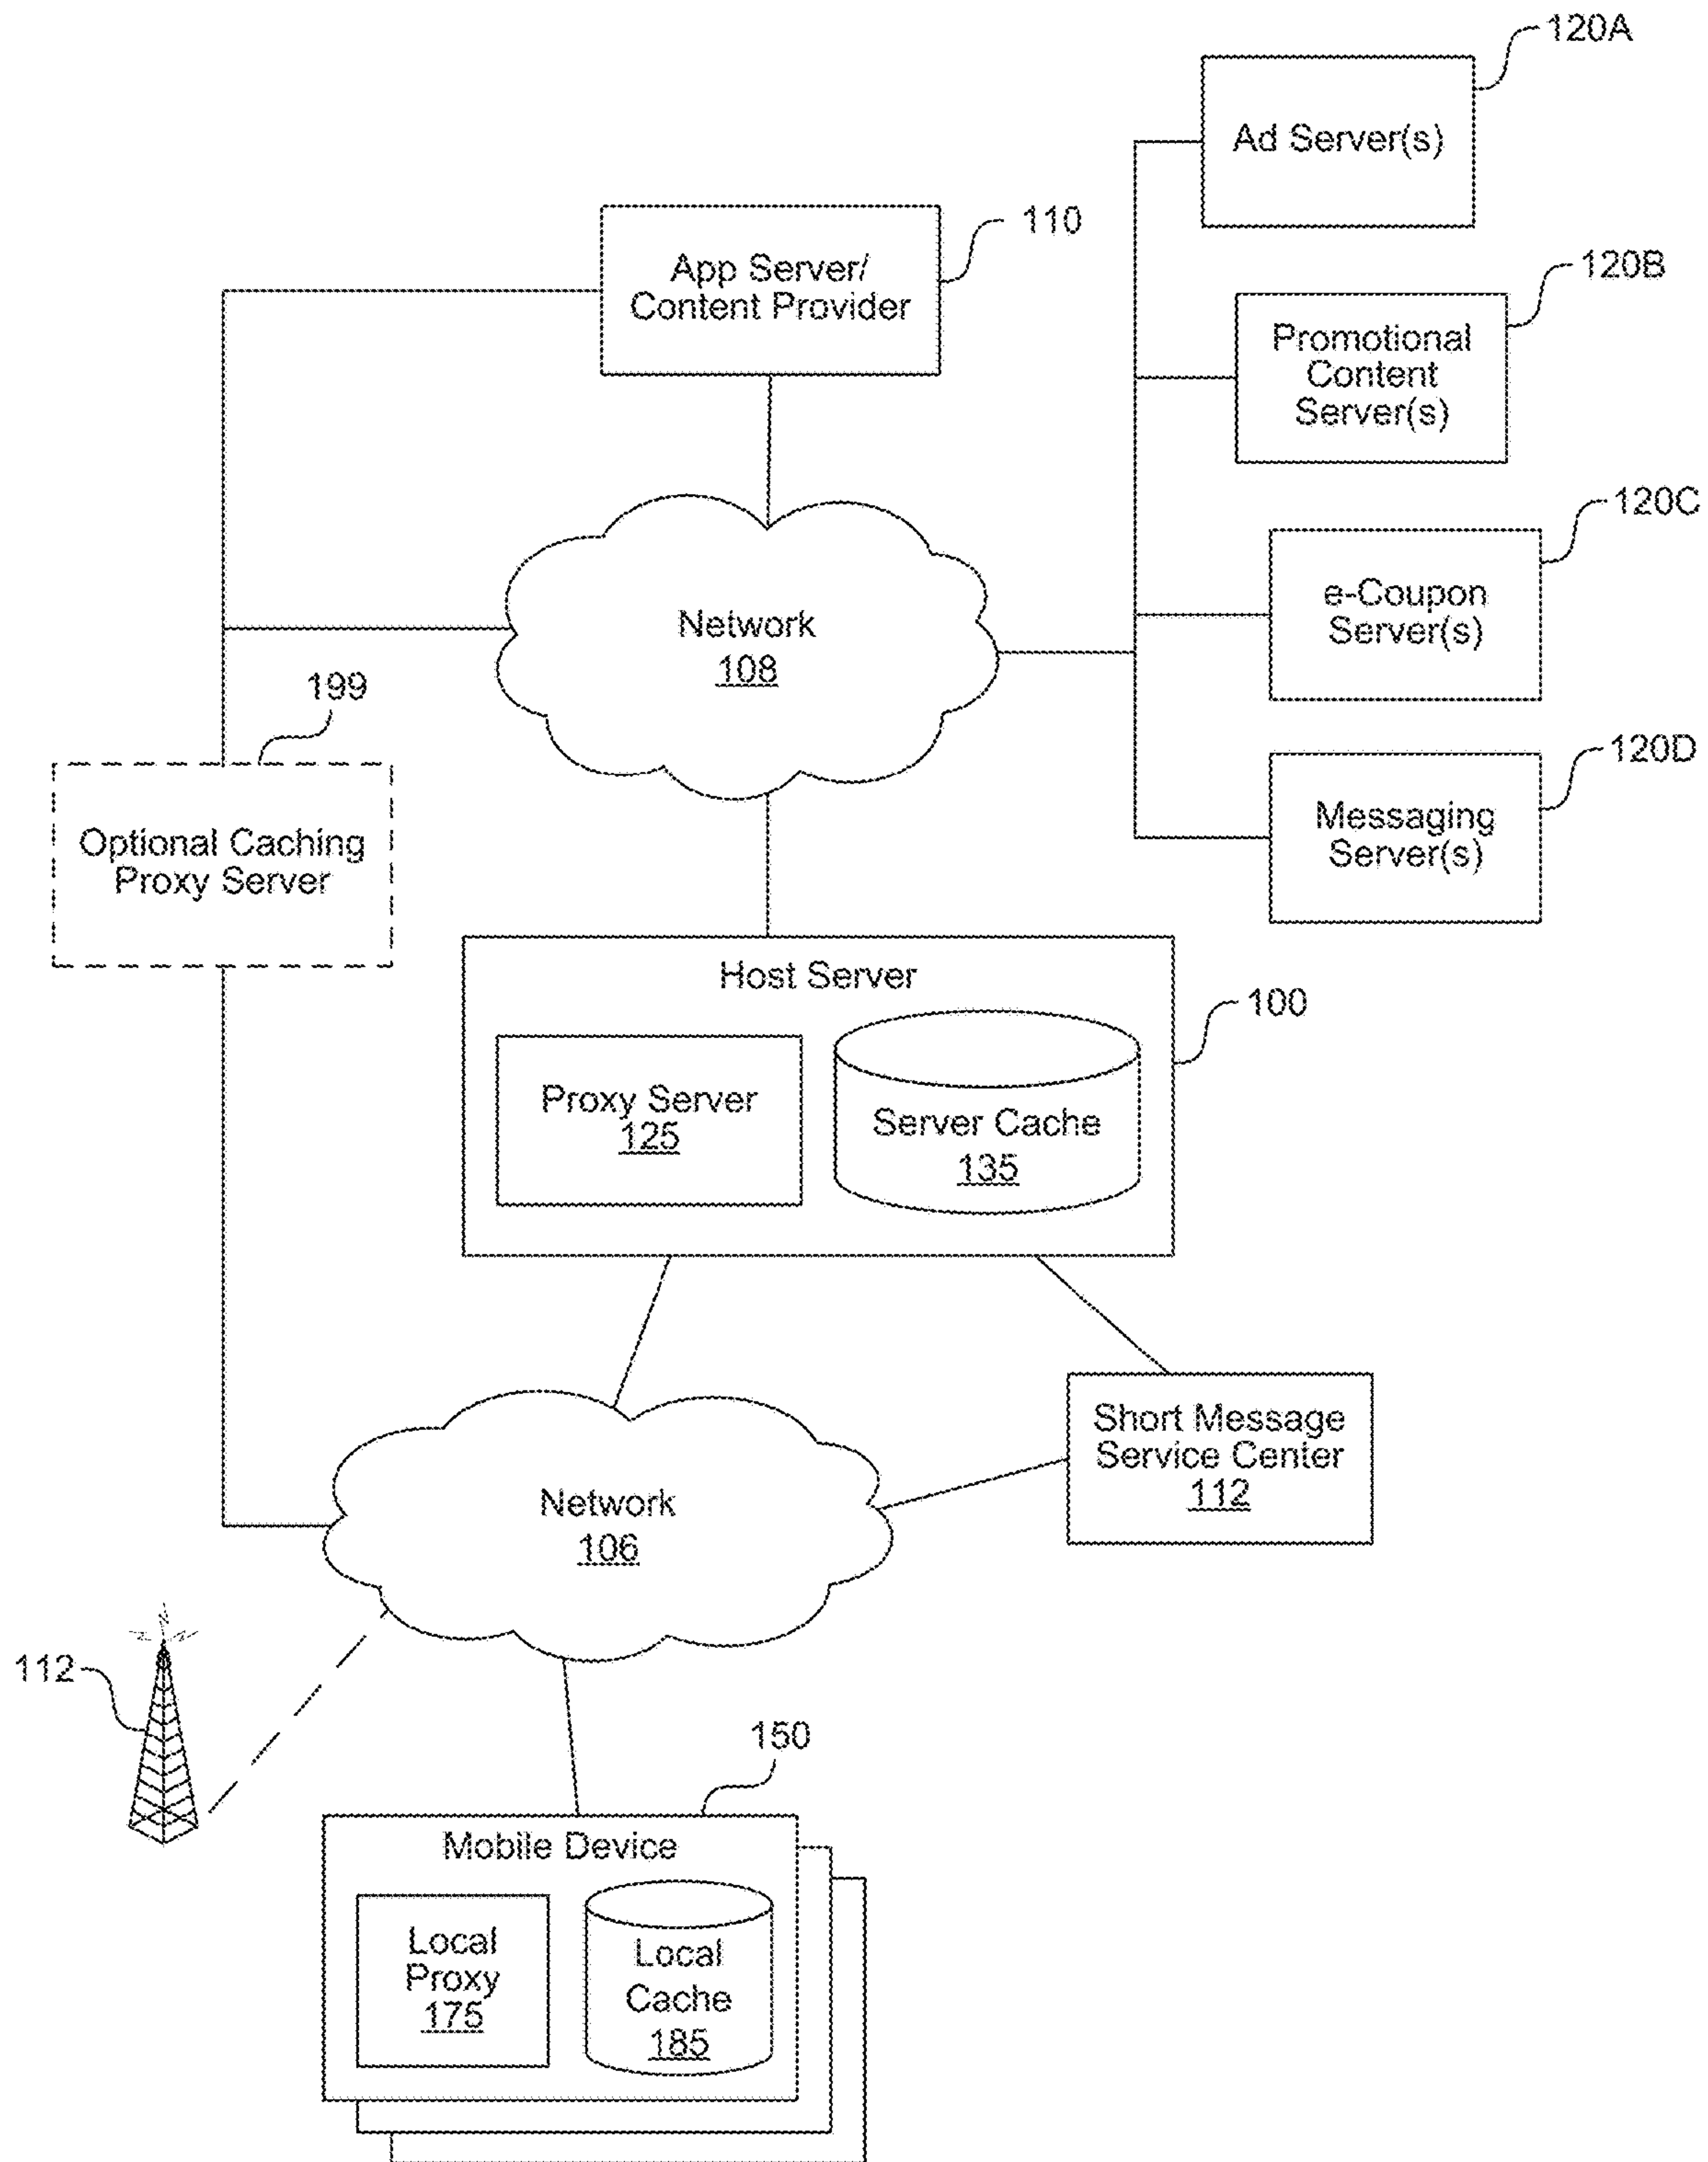 120A
Ad Server(s)
110
App Server/
Content Provider
120B
Promotional
Content
Server(s)
120C
e-Coupon
Server(s)
Network
108
199
120D
Messaging
Server(s)
Optional Caching
Proxy Server
Host Server
100
Proxy Server
125
Server Cache
135
Short Message
Service Center
112
Network
106
112
150
Mobile Device
Local
Proxy
175
Local
Cache
185